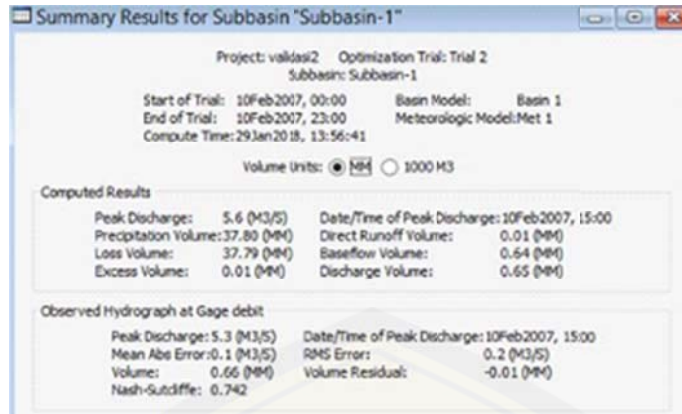 Summary Results for Subbasin "Subbasin-1"
Project: validasi2 Optimization Trial: Trial 2
Subbasin: Subbasin-1
Start of Trial: 10Feb2007, 00:00 Basin Model: Basin 1
End of Trial: 10Feb2007, 23:00 Meteorologic Model:Met 1
Compute Time:29Jan2018, 13:56:41
Volume Units: MM 1000 M3
Computed Results
Peak Discharge: 5.6 (M3/S) Date/Time of Peak Discharge:10Feb2007, 15:00
Precipitation Volume:37.80 (MM) Direct Runoff Volume: 0.01 (MM)
Loss Volume: 37.79 (MM) Baseflow Volume: 0.64 (MM)
Excess Volume: 0.01 (MM) Discharge Volume: 0.65 (MM)
Observed Hydrograph at Gage debit
Peak Discharge:5.3 (M3/S) Date/Time of Peak Discharge:10Feb2007, 15:00
Mean Abs Error:0.1 (M3/S) RMS Error: 0.2 (M3/S)
Volume: 0.66 (MM) Volume Residual: -0.01 (MM)
Nash-Sutcliffe: 0.742